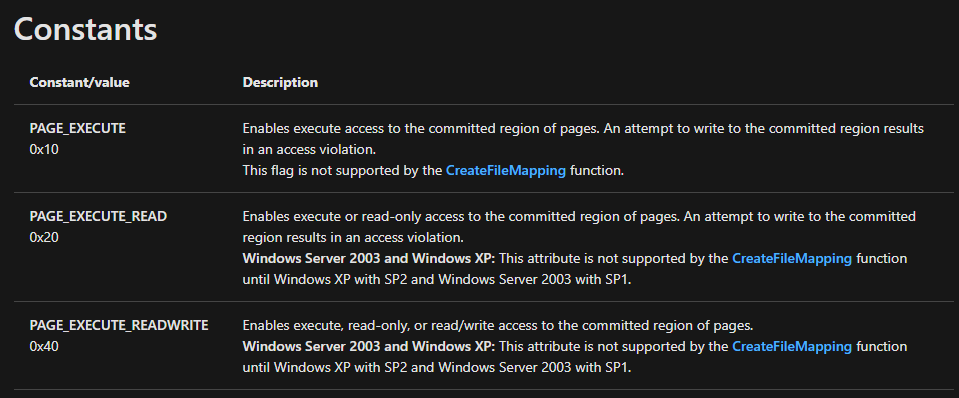 Constants
Constant/value Description
PAGE_EXECUTE Enables execute access to the committed region of pages. An attempt to write to the committed region results
0x10 in an access violation.
This flag is not supported by the CreateFileMapping function.
PAGE_EXECUTE_READ Enables execute or read-only access to the committed region of pages. An attempt to write to the committed
0x20 region results in an access violation.
Windows Server 2003 and Windows XP: This attribute is not supported by the CreateFileMapping function
until Windows XP with SP2 and Windows Server 2003 with SP1.
PAGE_EXECUTE_READWRITE Enables execute, read-only, or read/write access to the committed region of pages.
0x40 Windows Server 2003 and Windows XP: This attribute is not supported by the CreateFileMapping function
until Windows XP with SP2 and Windows Server 2003 with SP1.